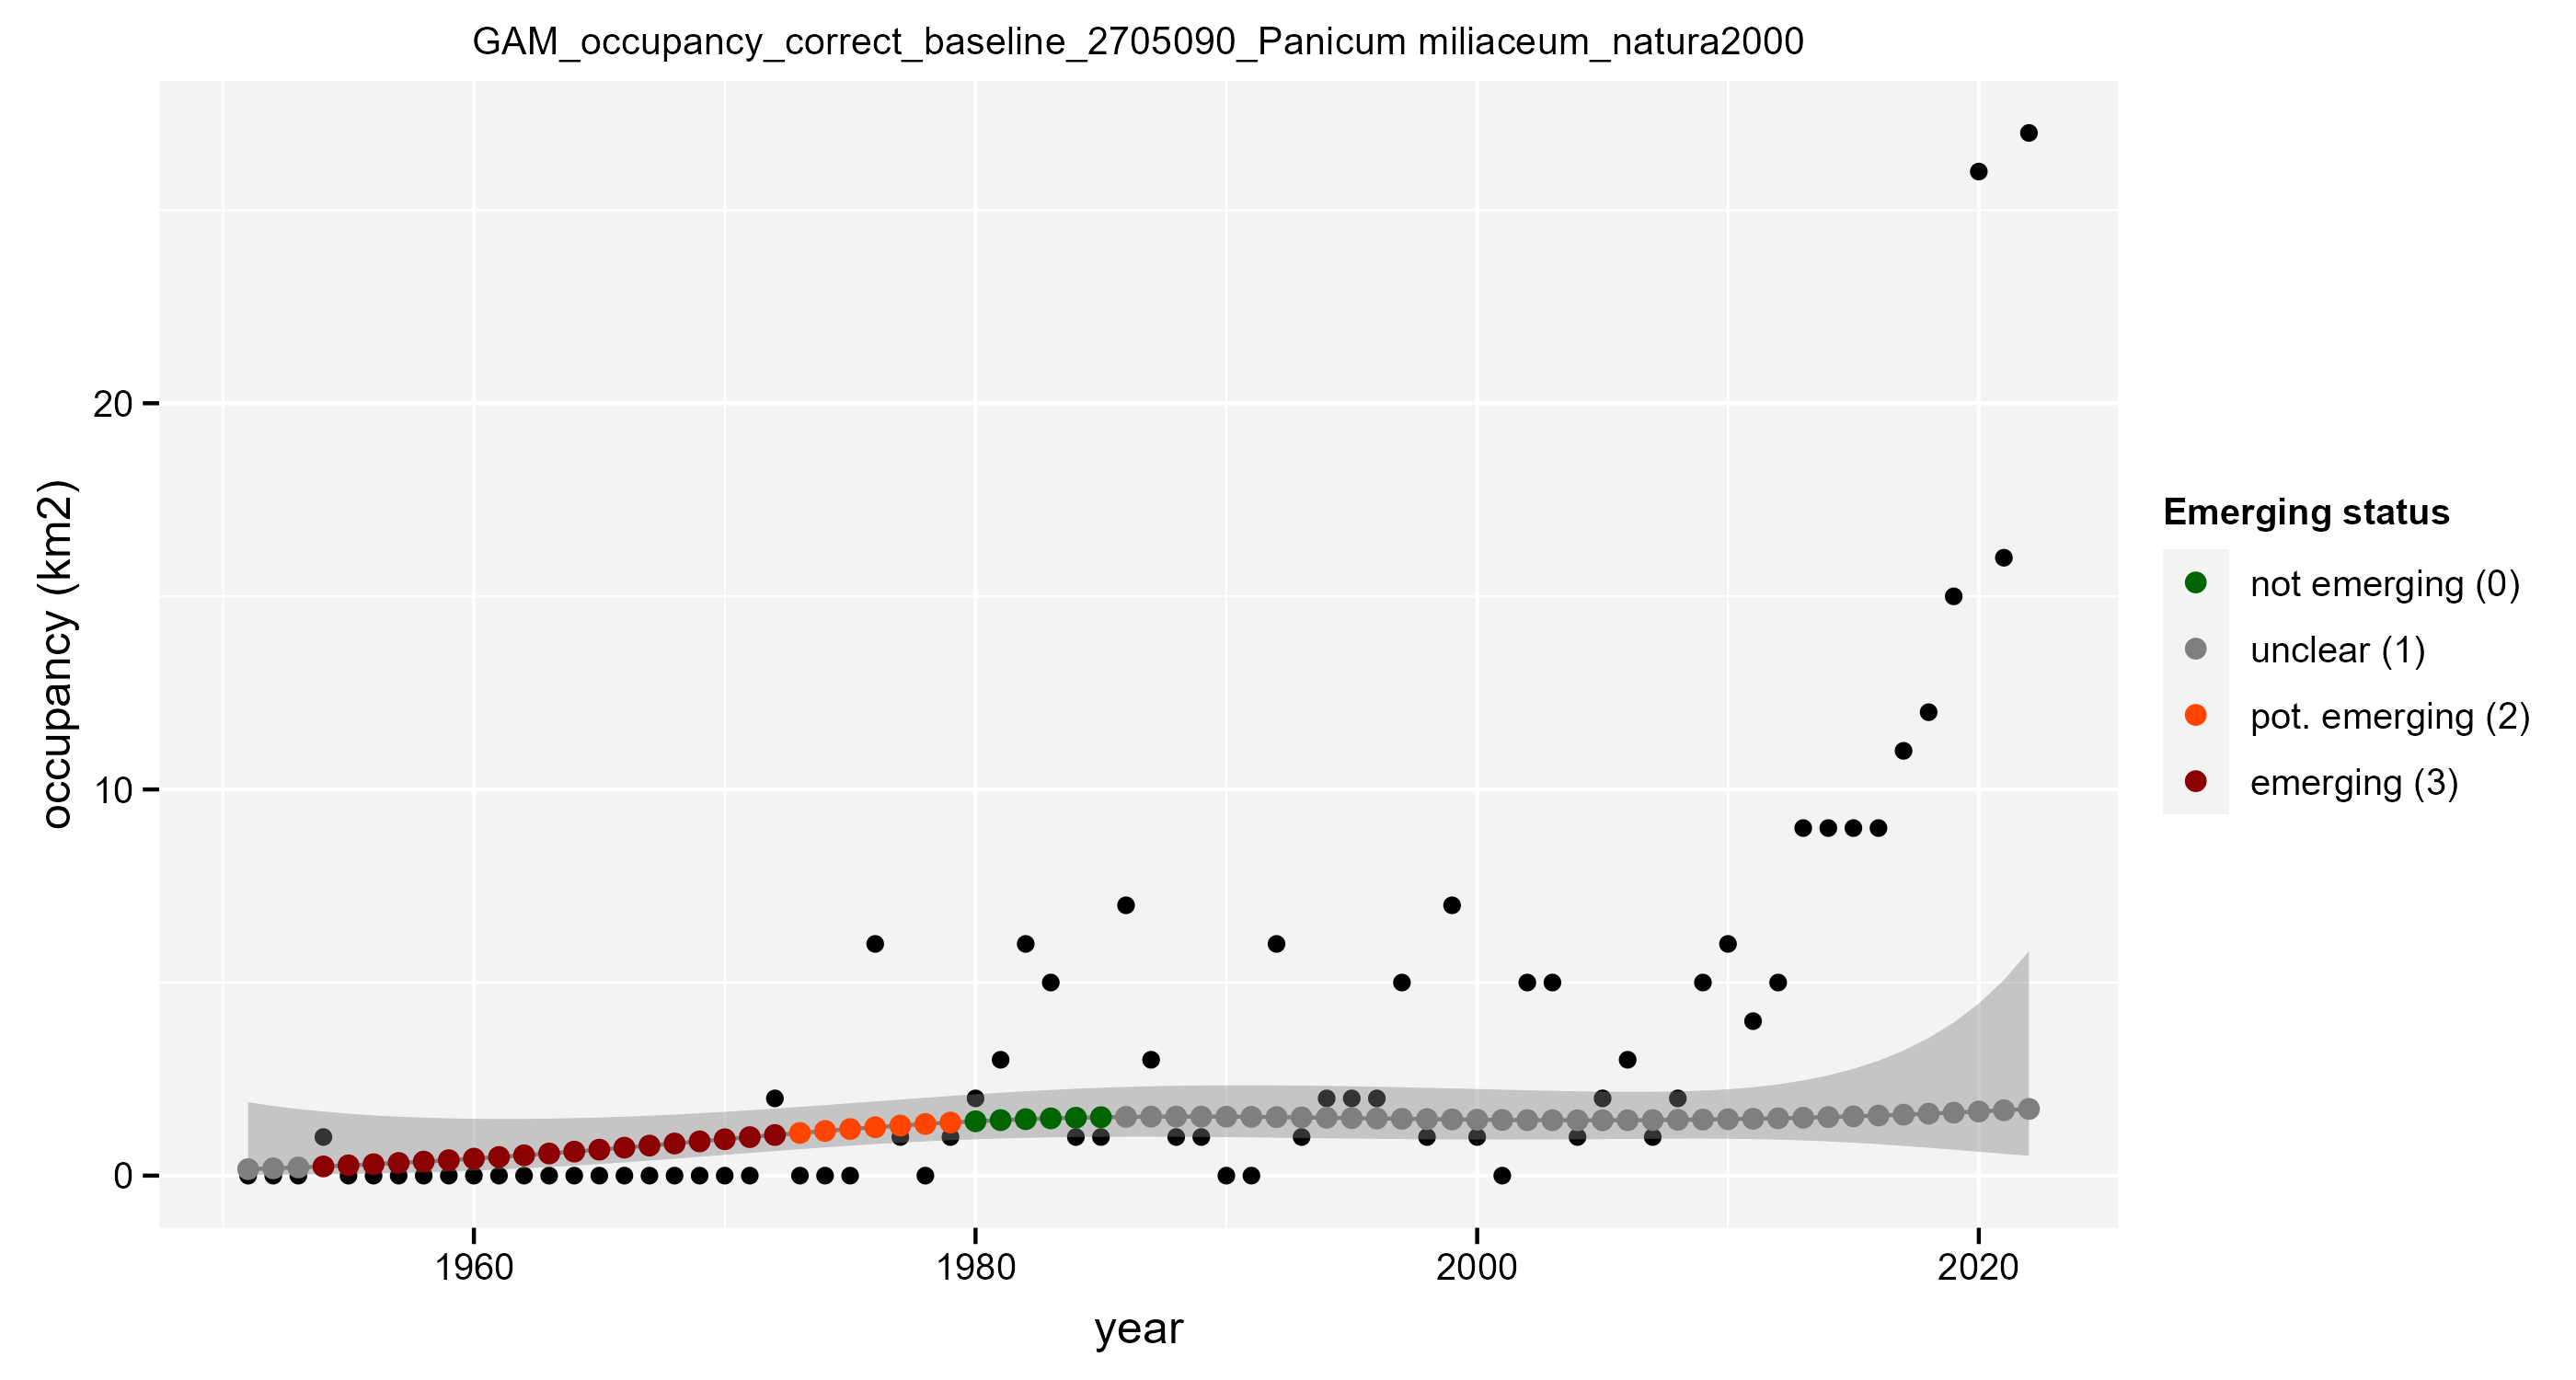 GAM_occupancy_correct_baseline_2705090_Panicum miliaceum_natura2000
occupancy (km2)
20
10
0
1960
1980
2000
2020
year
Emerging status
not emerging (0)
unclear (1)
pot. emerging (2)
emerging (3)